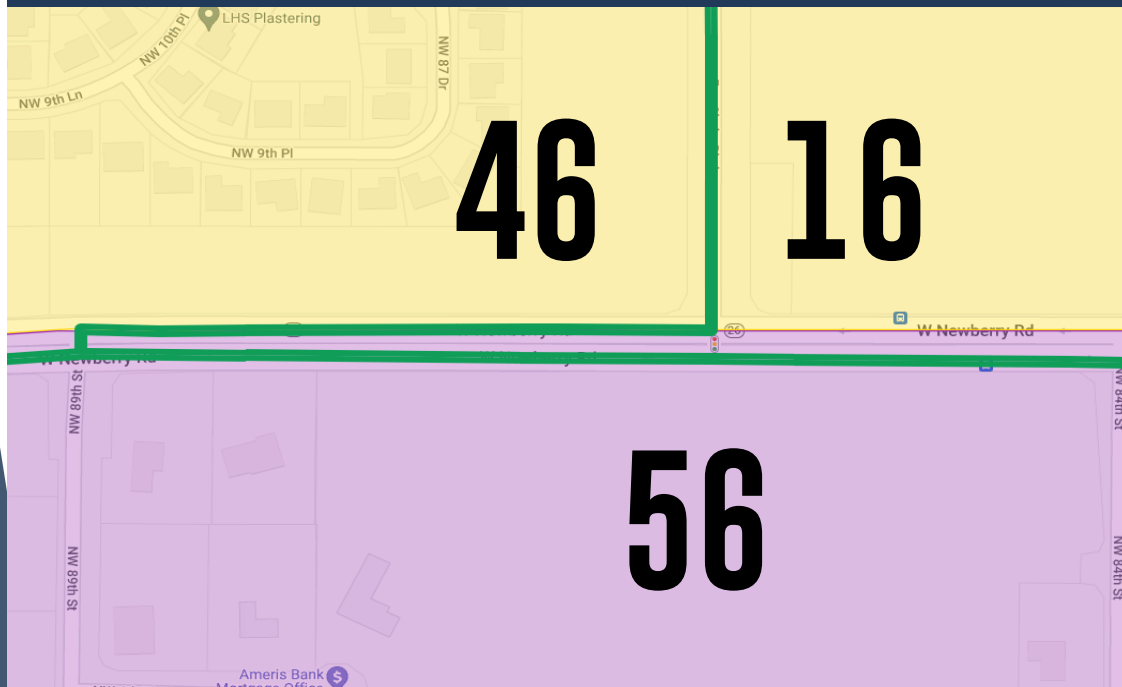 LHS Plastering
NW 10th Pl
NW 87 Dr
NW 9th Ln
NW 9th Pl
46
16
26
W Newberry Rd
W Newberry Rd
NW 89th St
NW 84th St
56
NW 89th St
NW 84th St
Ameris Bank
Mortgage Office